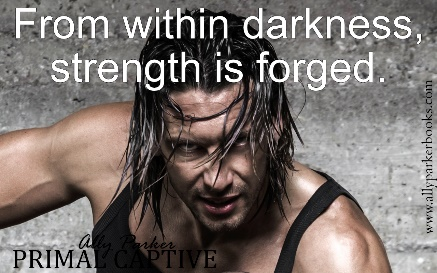 From within darkness,
strength is forged.
Ally Parker
PRIMAL CAPTIVE
www.allyparkerbooks.com